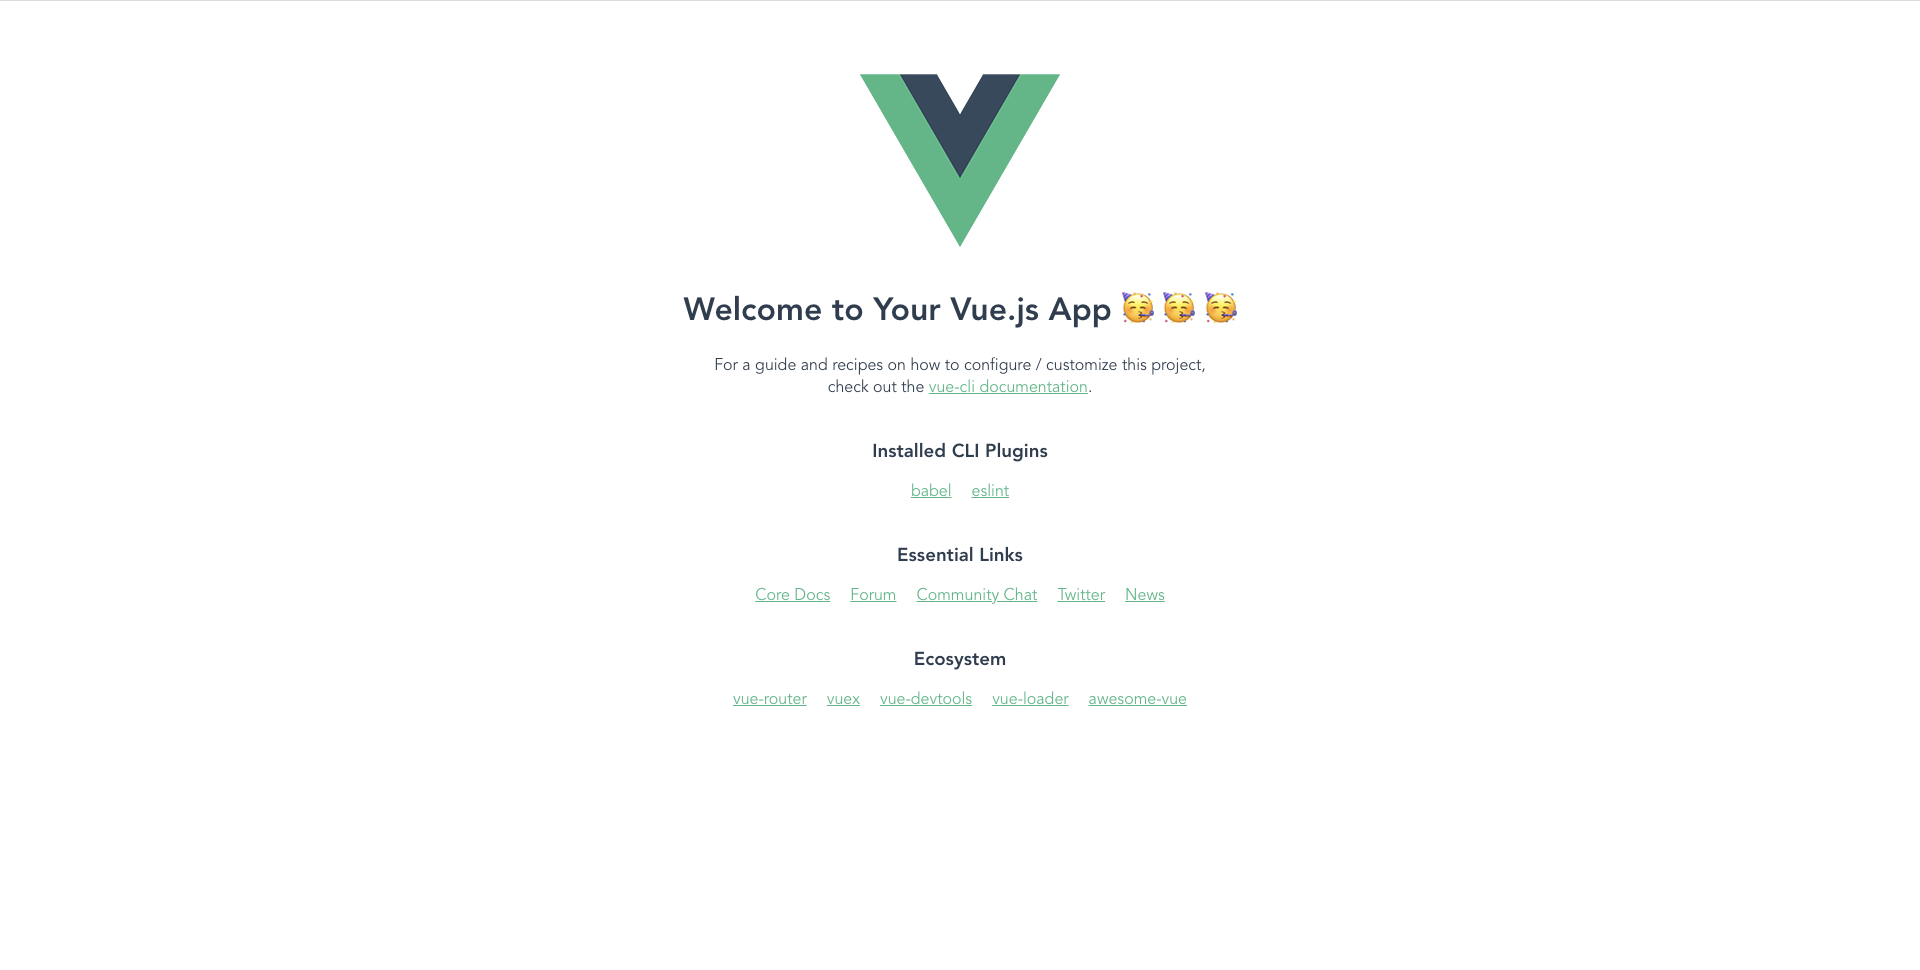 Welcome to Your Vue.js App 🥳 🥳 🥳
For a guide and recipes on how to configure / customize this project,
check out the vue-cli documentation.
Installed CLI Plugins
babel eslint
Essential Links
Core Docs Forum Community Chat Twitter News
Ecosystem
vue-router vuex vue-devtools vue-loader awesome-vue